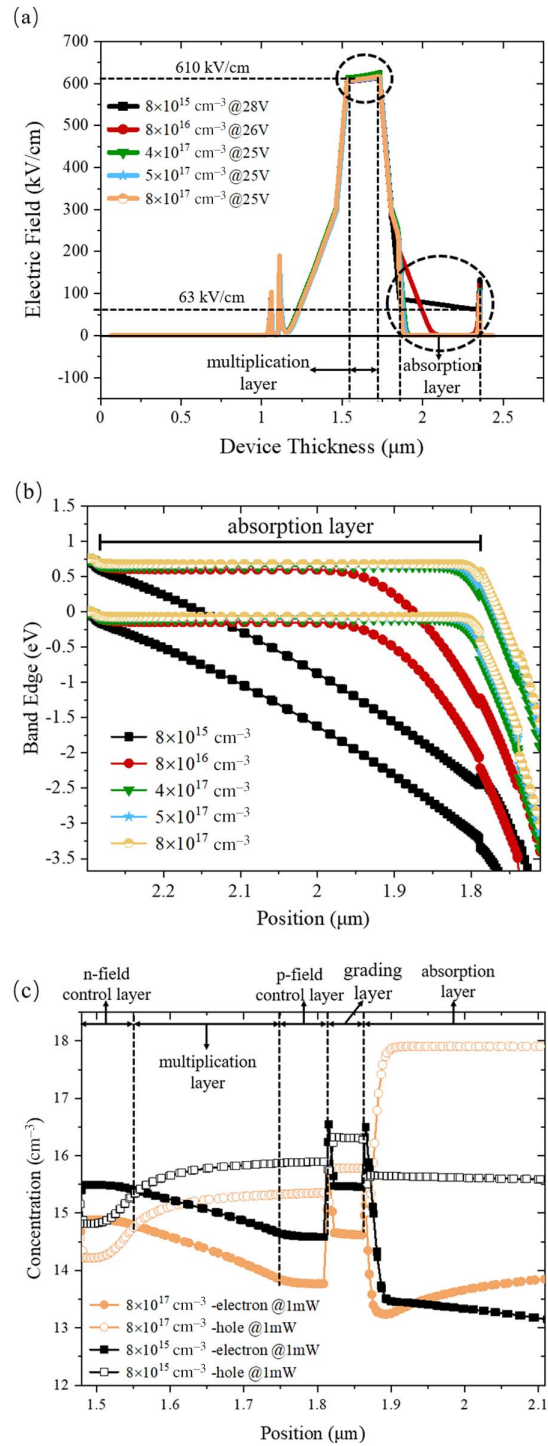 (a)
700
600
500
400
300
200
100
0
-100
Electric Field (kV/cm)
610 kV/cm
8×10¹⁵ cm⁻³@28V
8×10¹⁶ cm⁻³@26V
4×10¹⁷ cm⁻³@25V
5×10¹⁷ cm⁻³@25V
8×10¹⁷ cm⁻³@25V
63 kV/cm
multiplication
layer
absorption
layer
0 0.5 1 1.5 2 2.5
Device Thickness (μm)
(b)
1.5
1
0.5
0
-0.5
-1
-1.5
-2
-2.5
-3
-3.5
Band Edge (eV)
absorption layer
8×10¹⁵ cm⁻³
8×10¹⁶ cm⁻³
4×10¹⁷ cm⁻³
5×10¹⁷ cm⁻³
8×10¹⁷ cm⁻³
2.2 2.1 2 1.9 1.8
Position (μm)
(c)
n-field
control layer
p-field
control layer
grading
layer
absorption
layer
multiplication
layer
18
17
16
15
14
13
12
Concentration (cm⁻³)
8×10¹⁷ cm⁻³ -electron @1mW
8×10¹⁷ cm⁻³ -hole @1mW
8×10¹⁵ cm⁻³ -electron @1mW
8×10¹⁵ cm⁻³ -hole @1mW
1.5 1.6 1.7 1.8 1.9 2 2.1
Position (μm)